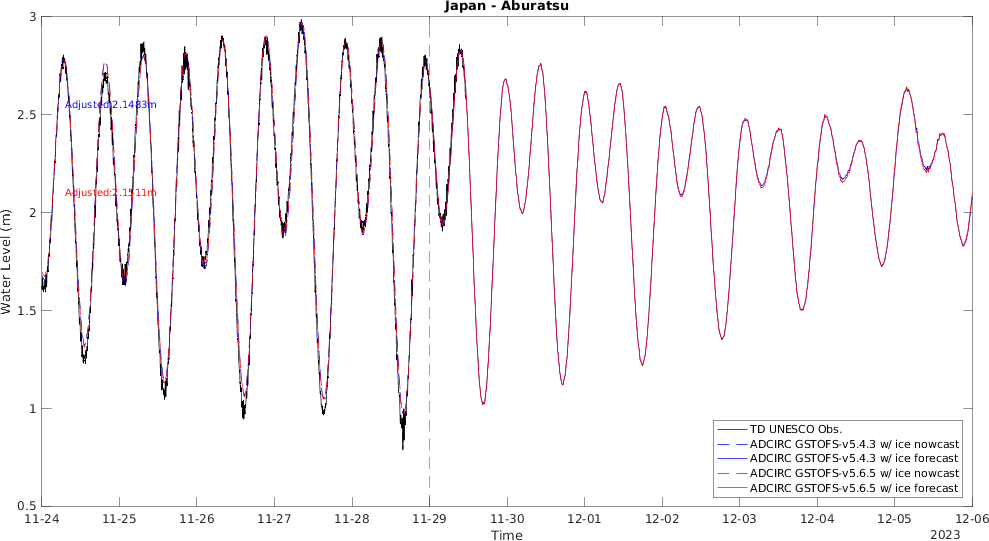 Japan - Aburatsu
3
2.5
2
1.5
1
0.5
Water Level (m)
Adjusted:2.1483m
Adjusted:2.1511m
TD UNESCO Obs.
ADCIRC GSTOFS-v5.4.3 w/ ice nowcast
ADCIRC GSTOFS-v5.4.3 w/ ice forecast
ADCIRC GSTOFS-v5.6.5 w/ ice nowcast
ADCIRC GSTOFS-v5.6.5 w/ ice forecast
11-24 11-25 11-26 11-27 11-28 11-29 11-30 12-01 12-02 12-03 12-04 12-05 12-06
Time
2023